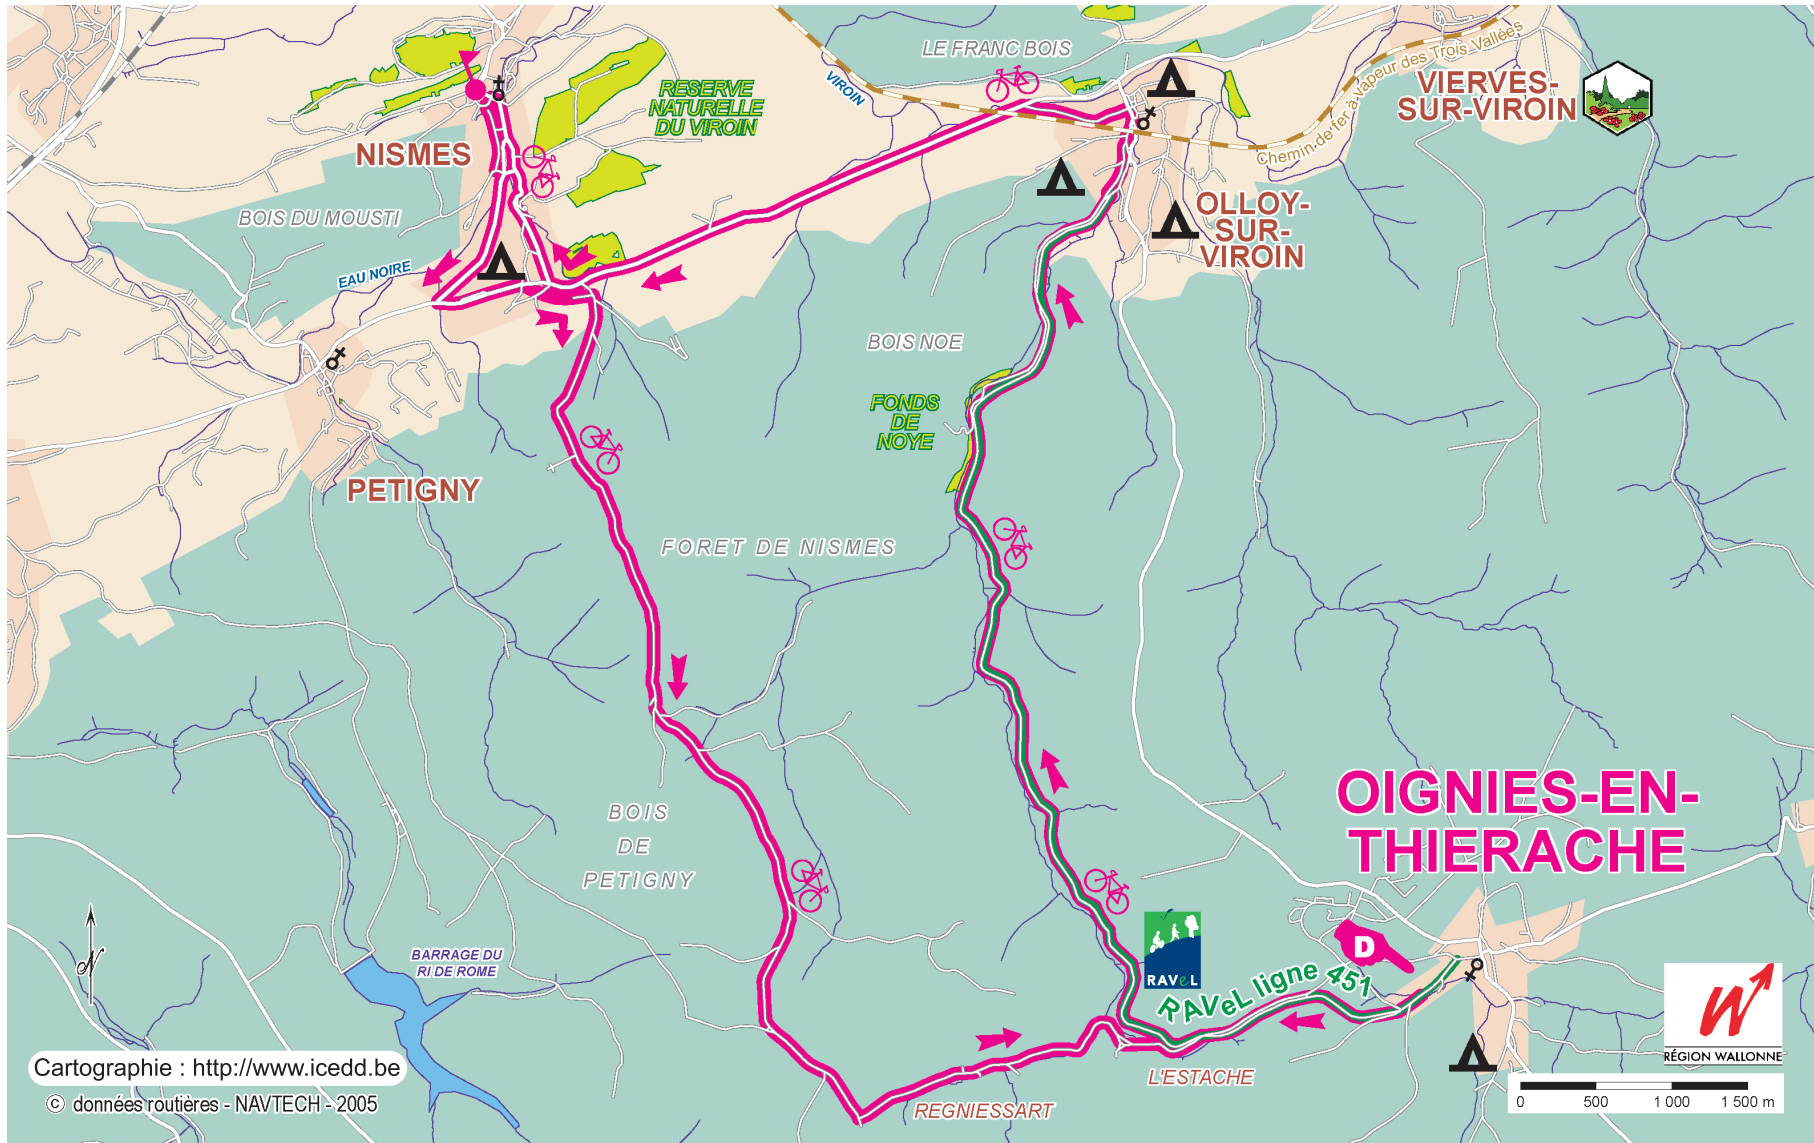 LE FRANC BOIS
Chemin de fer à vapeur des Trois Vallées
VIERVES-
SUR-VIROIN
VIROIN
RESERVE
NATURELLE
DU VIROIN
NISMES
BOIS DU MOUSTI
EAU NOIRE
OLLOY-
SUR-
VIROIN
BOIS NOE
FONDS
DE
NOYE
PETIGNY
FORET DE NISMES
OIGNIES-EN-
THIERACHE
BOIS
DE
PETIGNY
N
BARRAGE DU
RI DE ROME
RAVeL
D
RAVeL ligne 451
W
RÉGION WALLONNE
L'ESTACHE
REGNIESSART
Cartographie : http://www.icedd.be
© données routières - NAVTECH - 2005
0 500 1 000 1 500 m